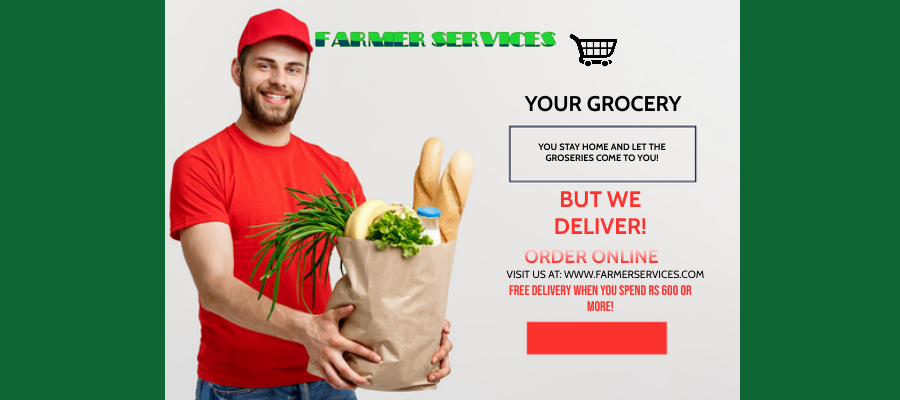 FARMER SERVICES
YOUR GROCERY
YOU STAY HOME AND LET THE
GROSERIES COME TO YOU!
BUT WE
DELIVER!
ORDER ONLINE
VISIT US AT: WWW.FARMERSERVICES.COM
FREE DELIVERY WHEN YOU SPEND RS 600 OR
MORE!